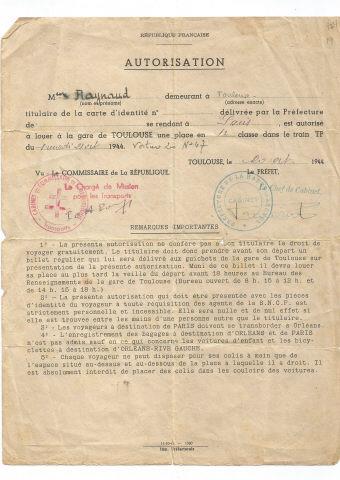 RÉPUBLIQUE FRANÇAISE
AUTORISATION
M Raynaud demeurant à Toulouse
(nom et prénoms) (adresse exacte)
titulaire de la carte d'identité n° délivrée par la Préfecture
de se rendant à Paris, est autorisé
à louer à la gare de TOULOUSE une place en classe dans le train TP
du 1944. N° 47
TOULOUSE, le 1944
Vu le COMMISSAIRE de la RÉPUBLIQUE. Le PRÉFET,
Le Chargé de Mission
pour les Transports
Le Chef de Cabinet
CABINET
REMARQUES IMPORTANTES
1° - La présente autorisation ne confère pas à son titulaire le droit de
voyager gratuitement. Le titulaire doit donc prendre avant son départ un
billet régulier qui lui sera délivré aux guichets de la gare de Toulouse sur
présentation de la présente autorisation. Muni de ce billet il devra louer
sa place au plus tard la veille du départ avant 18 heures au Bureau des
Renseignements de la gare de Toulouse (Bureau ouvert de 8 h. à 12 h. et
de 14 h. à 18 h.)
2° - La présente autorisation qui doit être présentée avec les pièces
d'identité du voyageur à toute réquisition des agents de la S.N.C.F. est
strictement personnelle et incessible. Elle sera nulle et de nul effet si
elle est trouvée entre les mains d'une personne autre que le titulaire.
3° - Les voyageurs à destination de PARIS doivent se transborder à Orléans.
4° - L'enregistrement des bagages à destination d'ORLEANS et de PARIS
n'est pas admis sauf en ce qui concerne les voitures d'enfant et les bicy-
clettes à destination d'ORLEANS-RIVE GAUCHE.
5° - Chaque voyageur ne peut disposer pour ses colis à main que de
l'espace situé au-dessus et au-dessous de la place à laquelle il a droit. Il
est absolument interdit de placer des colis dans les couloirs des voitures.